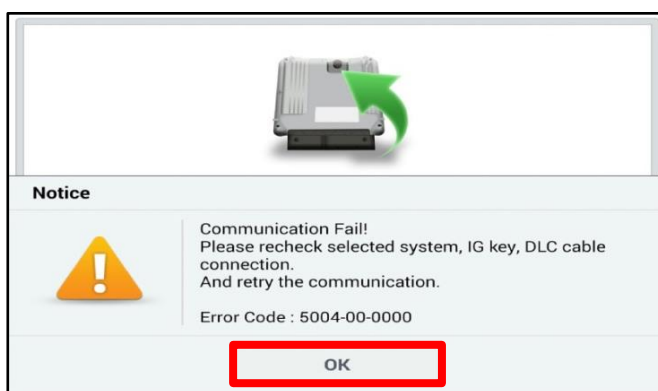 Notice
Communication Fail!
Please recheck selected system, IG key, DLC cable
connection.
And retry the communication.
Error Code : 5004-00-0000
OK